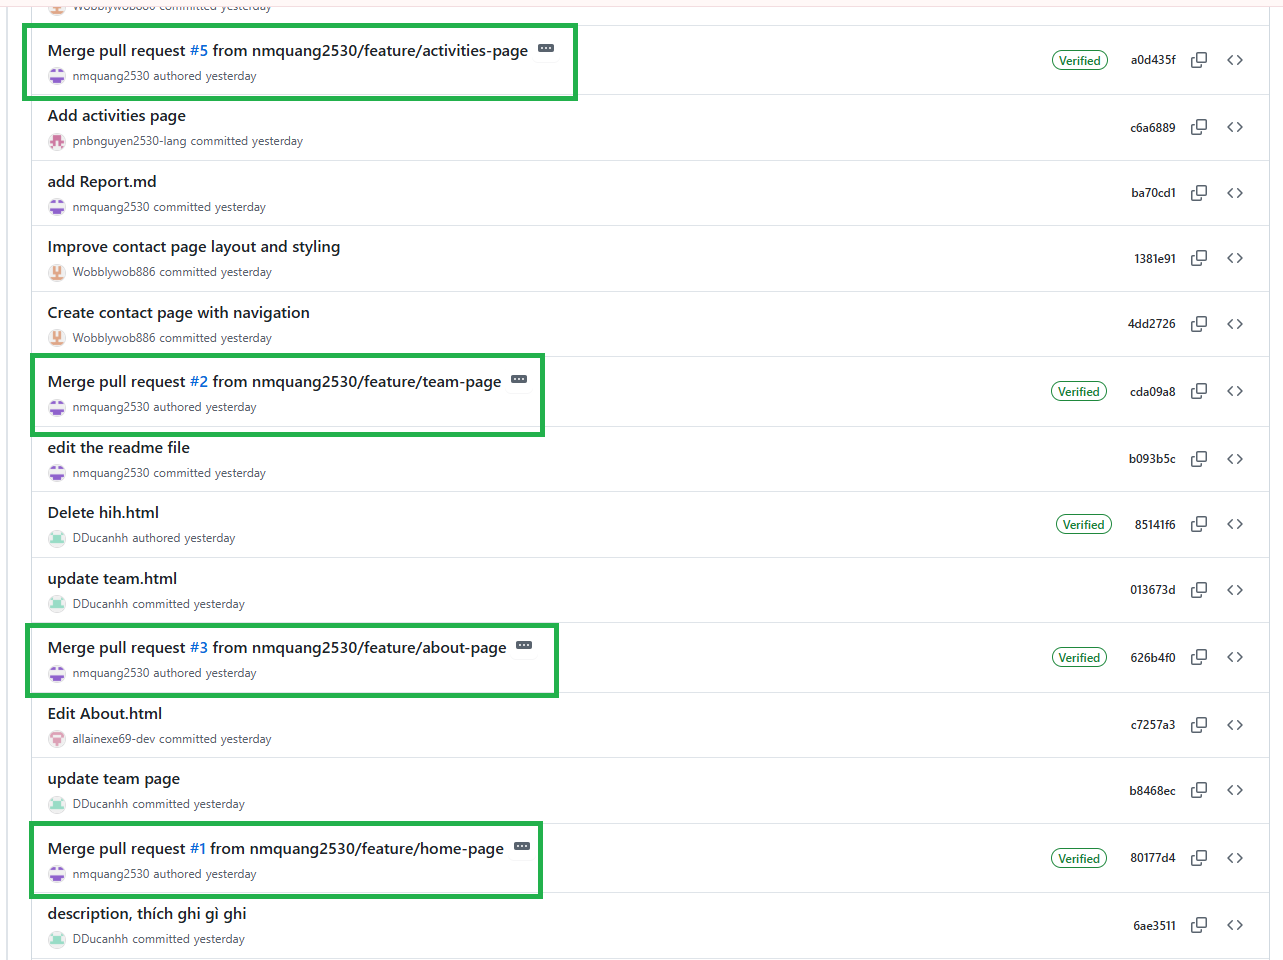 Wobblywob886 committed yesterday
Merge pull request #5 from nmquang2530/feature/activities-page
nmquang2530 authored yesterday
Verified
a0d435f
Add activities page
pnbnguyen2530-lang committed yesterday
c6a6889
add Report.md
nmquang2530 committed yesterday
ba70cd1
Improve contact page layout and styling
Wobblywob886 committed yesterday
1381e91
Create contact page with navigation
Wobblywob886 committed yesterday
4dd2726
Merge pull request #2 from nmquang2530/feature/team-page
nmquang2530 authored yesterday
Verified
cda09a8
edit the readme file
nmquang2530 committed yesterday
b093b5c
Delete hih.html
DDucanhh authored yesterday
Verified
85141f6
update team.html
DDucanhh committed yesterday
013673d
Merge pull request #3 from nmquang2530/feature/about-page
nmquang2530 authored yesterday
Verified
626b4f0
Edit About.html
allainexe69-dev committed yesterday
c7257a3
update team page
DDucanhh committed yesterday
b8468ec
Merge pull request #1 from nmquang2530/feature/home-page
nmquang2530 authored yesterday
Verified
80177d4
description, thích ghi gì ghi
DDucanhh committed yesterday
6ae3511